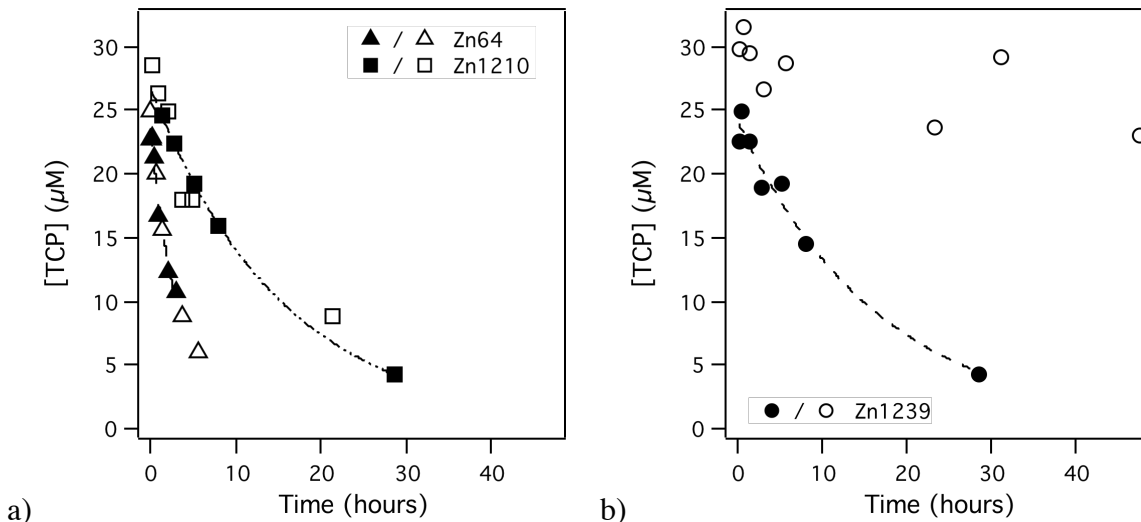 30
25
20
15
10
5
0
[TCP] (µM)
▲ / △ Zn64
■ / □ Zn1210
0 10 20 30 40
Time (hours)
a)
30
25
20
15
10
5
0
[TCP] (µM)
● / ○ Zn1239
0 10 20 30 40
Time (hours)
b)